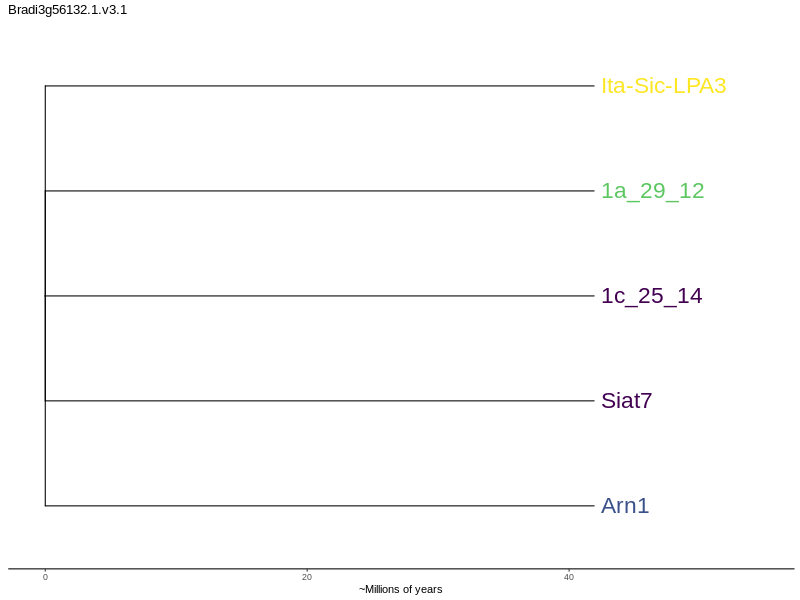 Bradi3g56132.1.v3.1
Ita-Sic-LPA3
1a_29_12
1c_25_14
Siat7
Arn1
0 20 40
~Millions of years